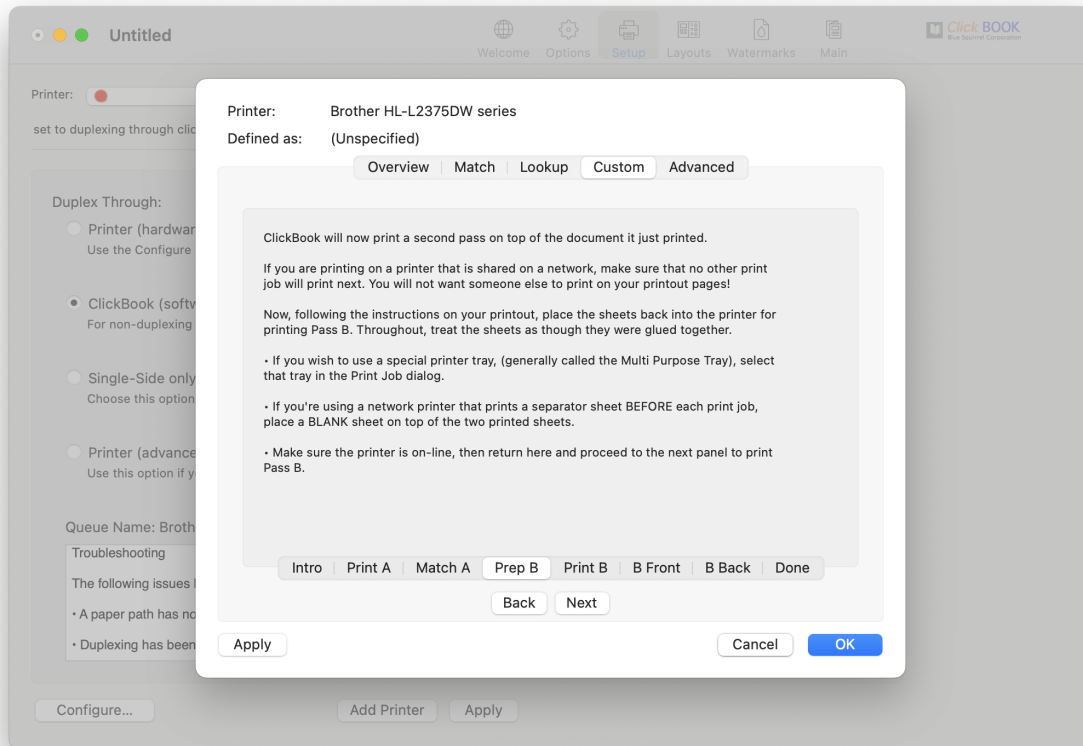 Untitled
Welcome
Options
Setup
Layouts
Watermarks
Main
Click BOOK
Blue Squirrel Corporation
Printer:
set to duplexing through clic
Duplex Through:
Printer (hardwar
Use the Configure
ClickBook (softw
For non-duplexing
Single-Side only
Choose this option
Printer (advance
Use this option if y
Queue Name: Broth
Troubleshooting
The following issues
• A paper path has no
• Duplexing has been
Configure...
Add Printer
Apply
Printer: Brother HL-L2375DW series
Defined as: (Unspecified)
Overview
Match
Lookup
Custom
Advanced
ClickBook will now print a second pass on top of the document it just printed.
If you are printing on a printer that is shared on a network, make sure that no other print
job will print next. You will not want someone else to print on your printout pages!
Now, following the instructions on your printout, place the sheets back into the printer for
printing Pass B. Throughout, treat the sheets as though they were glued together.
• If you wish to use a special printer tray, (generally called the Multi Purpose Tray), select
that tray in the Print Job dialog.
• If you're using a network printer that prints a separator sheet BEFORE each print job,
place a BLANK sheet on top of the two printed sheets.
• Make sure the printer is on-line, then return here and proceed to the next panel to print
Pass B.
Intro
Print A
Match A
Prep B
Print B
B Front
B Back
Done
Back
Next
Apply
Cancel
OK